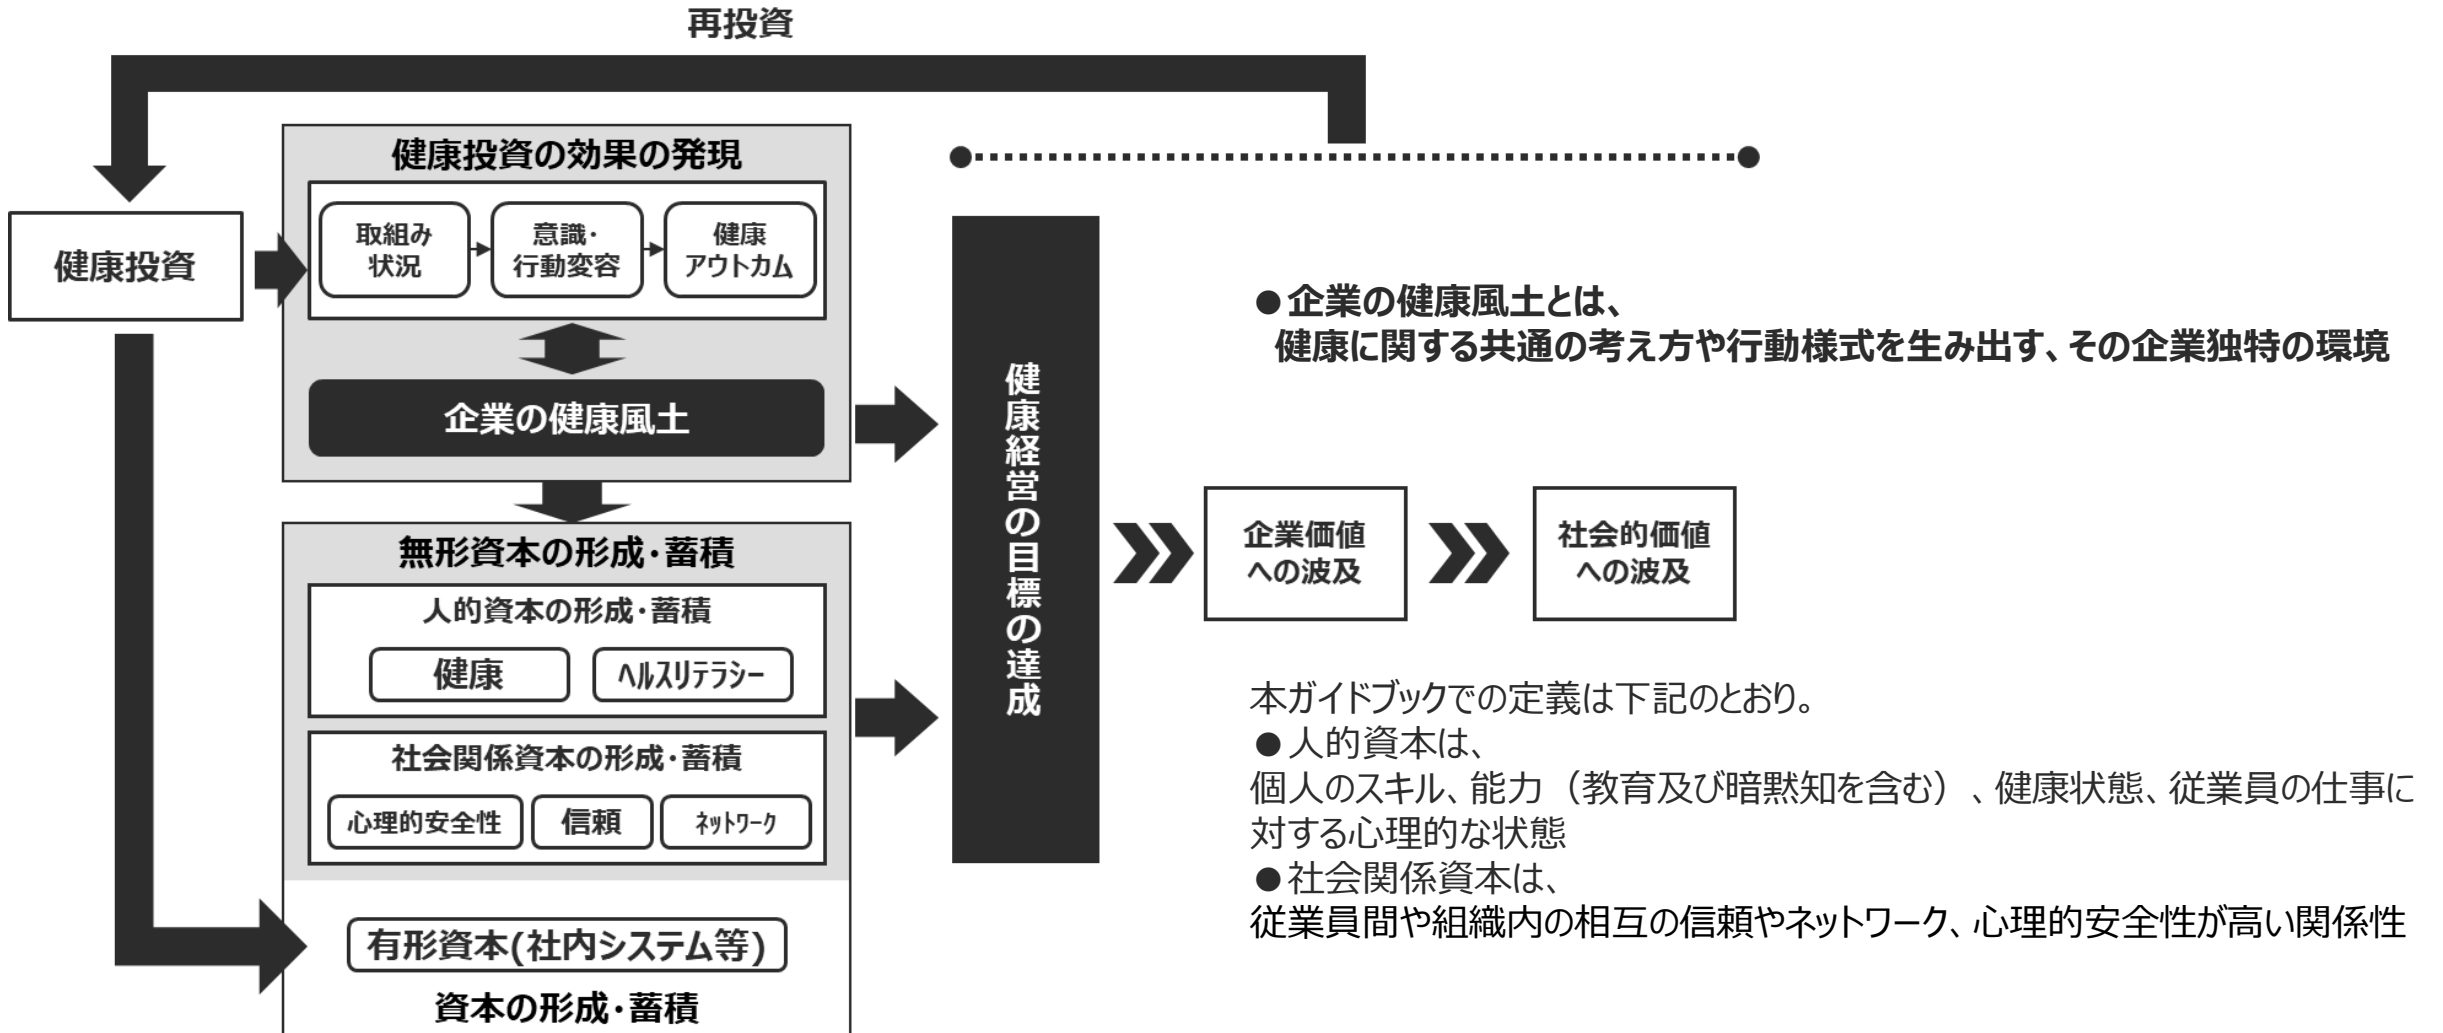 再投資
健康投資
健康投資の効果の発現
取組み
状況
意識・
行動変容
健康
アウトカム
企業の健康風土
無形資本の形成・蓄積
人的資本の形成・蓄積
健康
ヘルスリテラシー
社会関係資本の形成・蓄積
心理的安全性
信頼
ネットワーク
有形資本(社内システム等)
資本の形成・蓄積
健康経営の目標の達成
企業価値
への波及
社会的価値
への波及
●企業の健康風土とは、
健康に関する共通の考え方や行動様式を生み出す、その企業独特の環境
本ガイドブックでの定義は下記のとおり。
●人的資本は、
個人のスキル、能力（教育及び暗黙知を含む）、健康状態、従業員の仕事に
対する心理的な状態
●社会関係資本は、
従業員間や組織内の相互の信頼やネットワーク、心理的安全性が高い関係性